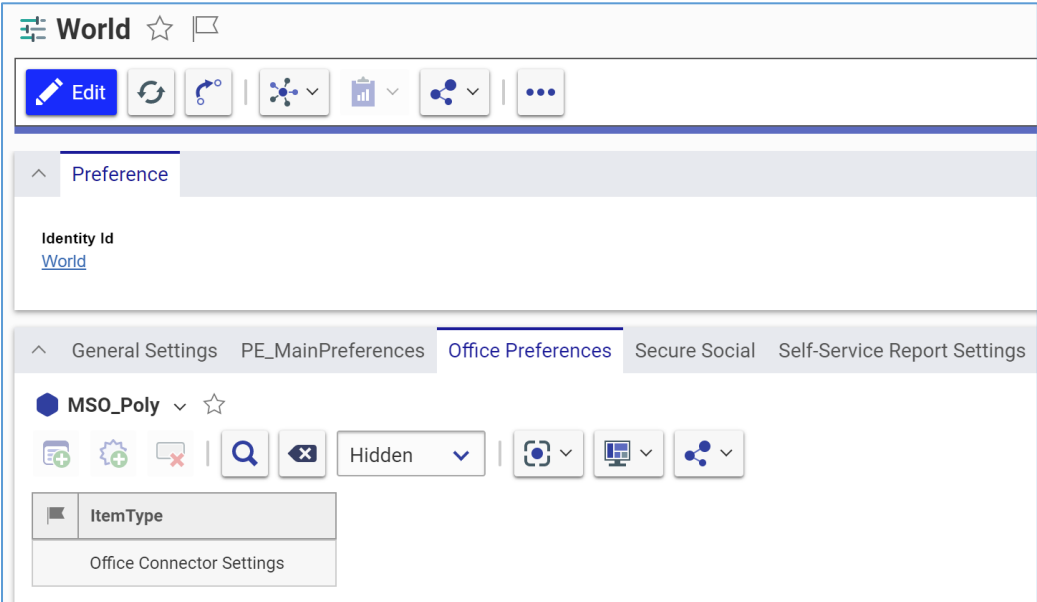 World
Edit
Preference
Identity Id
World
General Settings PE_MainPreferences Office Preferences Secure Social Self-Service Report Settings
MSO_Poly
Hidden
ItemType
Office Connector Settings